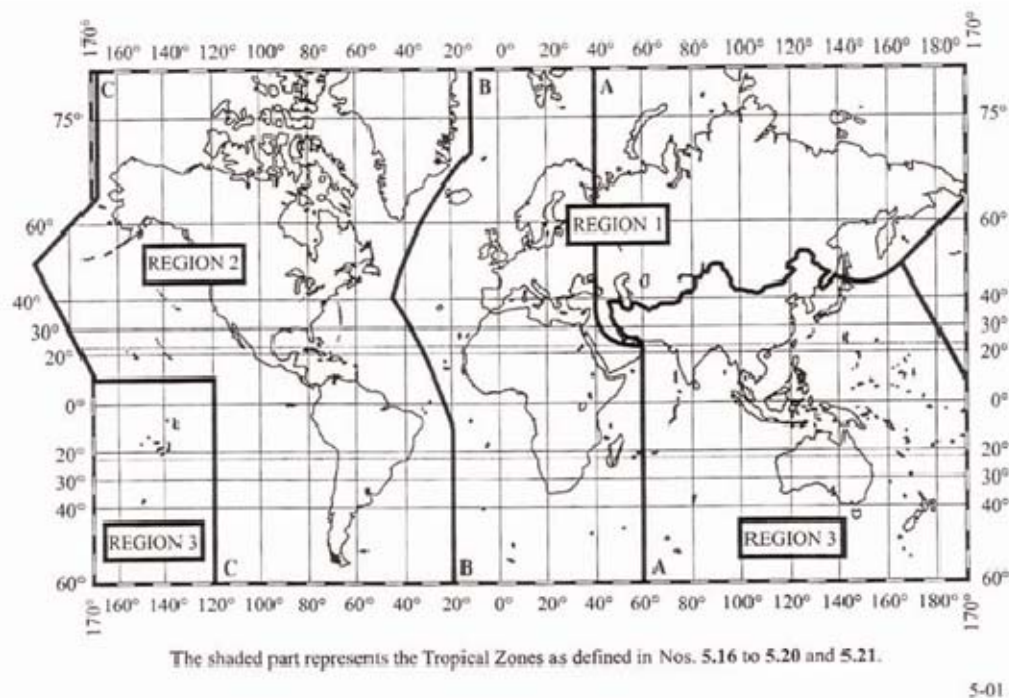 170° 160° 140° 120° 100° 80° 60° 40° 20° 0° 20° 40° 60° 80° 100° 120° 140° 160° 180° 170°
C B A
75° 75°
60° 60°
REGION 1
REGION 2
40° 40°
30° 30°
20° 20°
0° 0°
20° 20°
30° 30°
40° 40°
REGION 3 REGION 3
C B A
60° 60°
170° 160° 140° 120° 100° 80° 60° 40° 20° 0° 20° 40° 60° 80° 100° 120° 140° 160° 180° 170°
The shaded part represents the Tropical Zones as defined in Nos. 5.16 to 5.20 and 5.21.
5-01